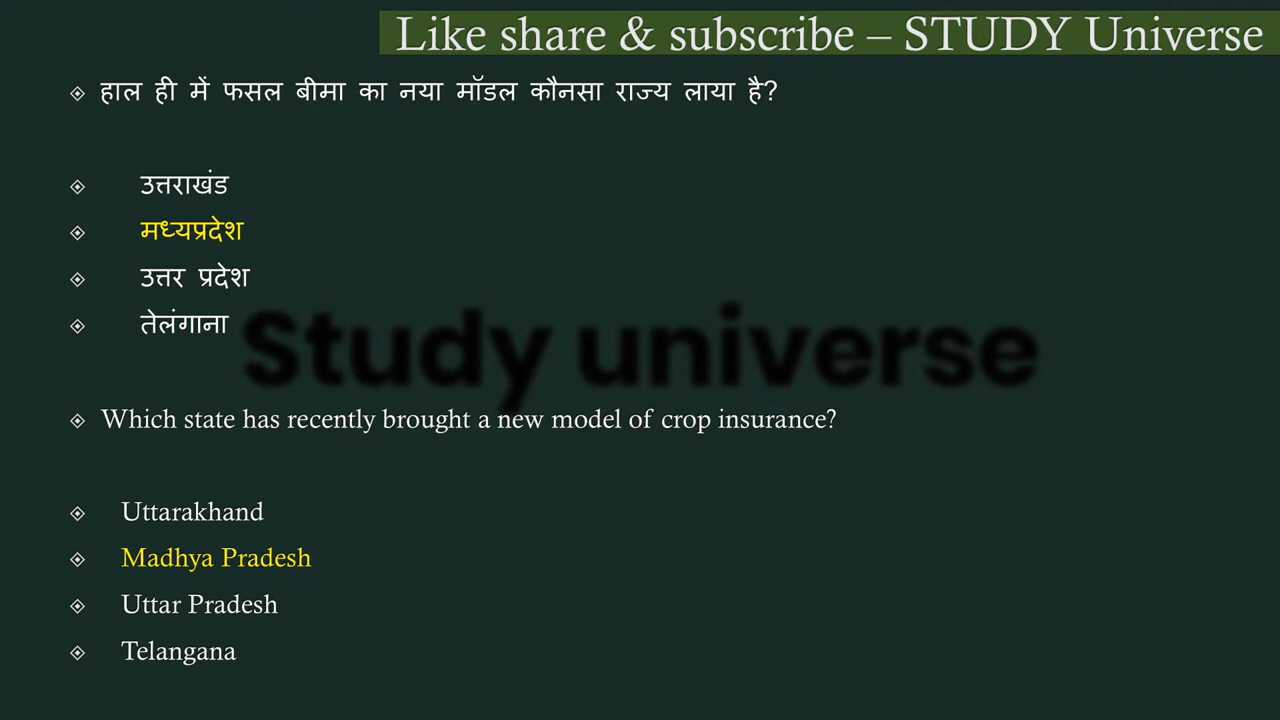 Like share & subscribe – STUDY Universe
हाल ही में फसल बीमा का नया मॉडल कौनसा राज्य लाया है?
उत्तराखंड
मध्यप्रदेश
उत्तर प्रदेश
तेलंगाना
Study universe
Which state has recently brought a new model of crop insurance?
Uttarakhand
Madhya Pradesh
Uttar Pradesh
Telangana